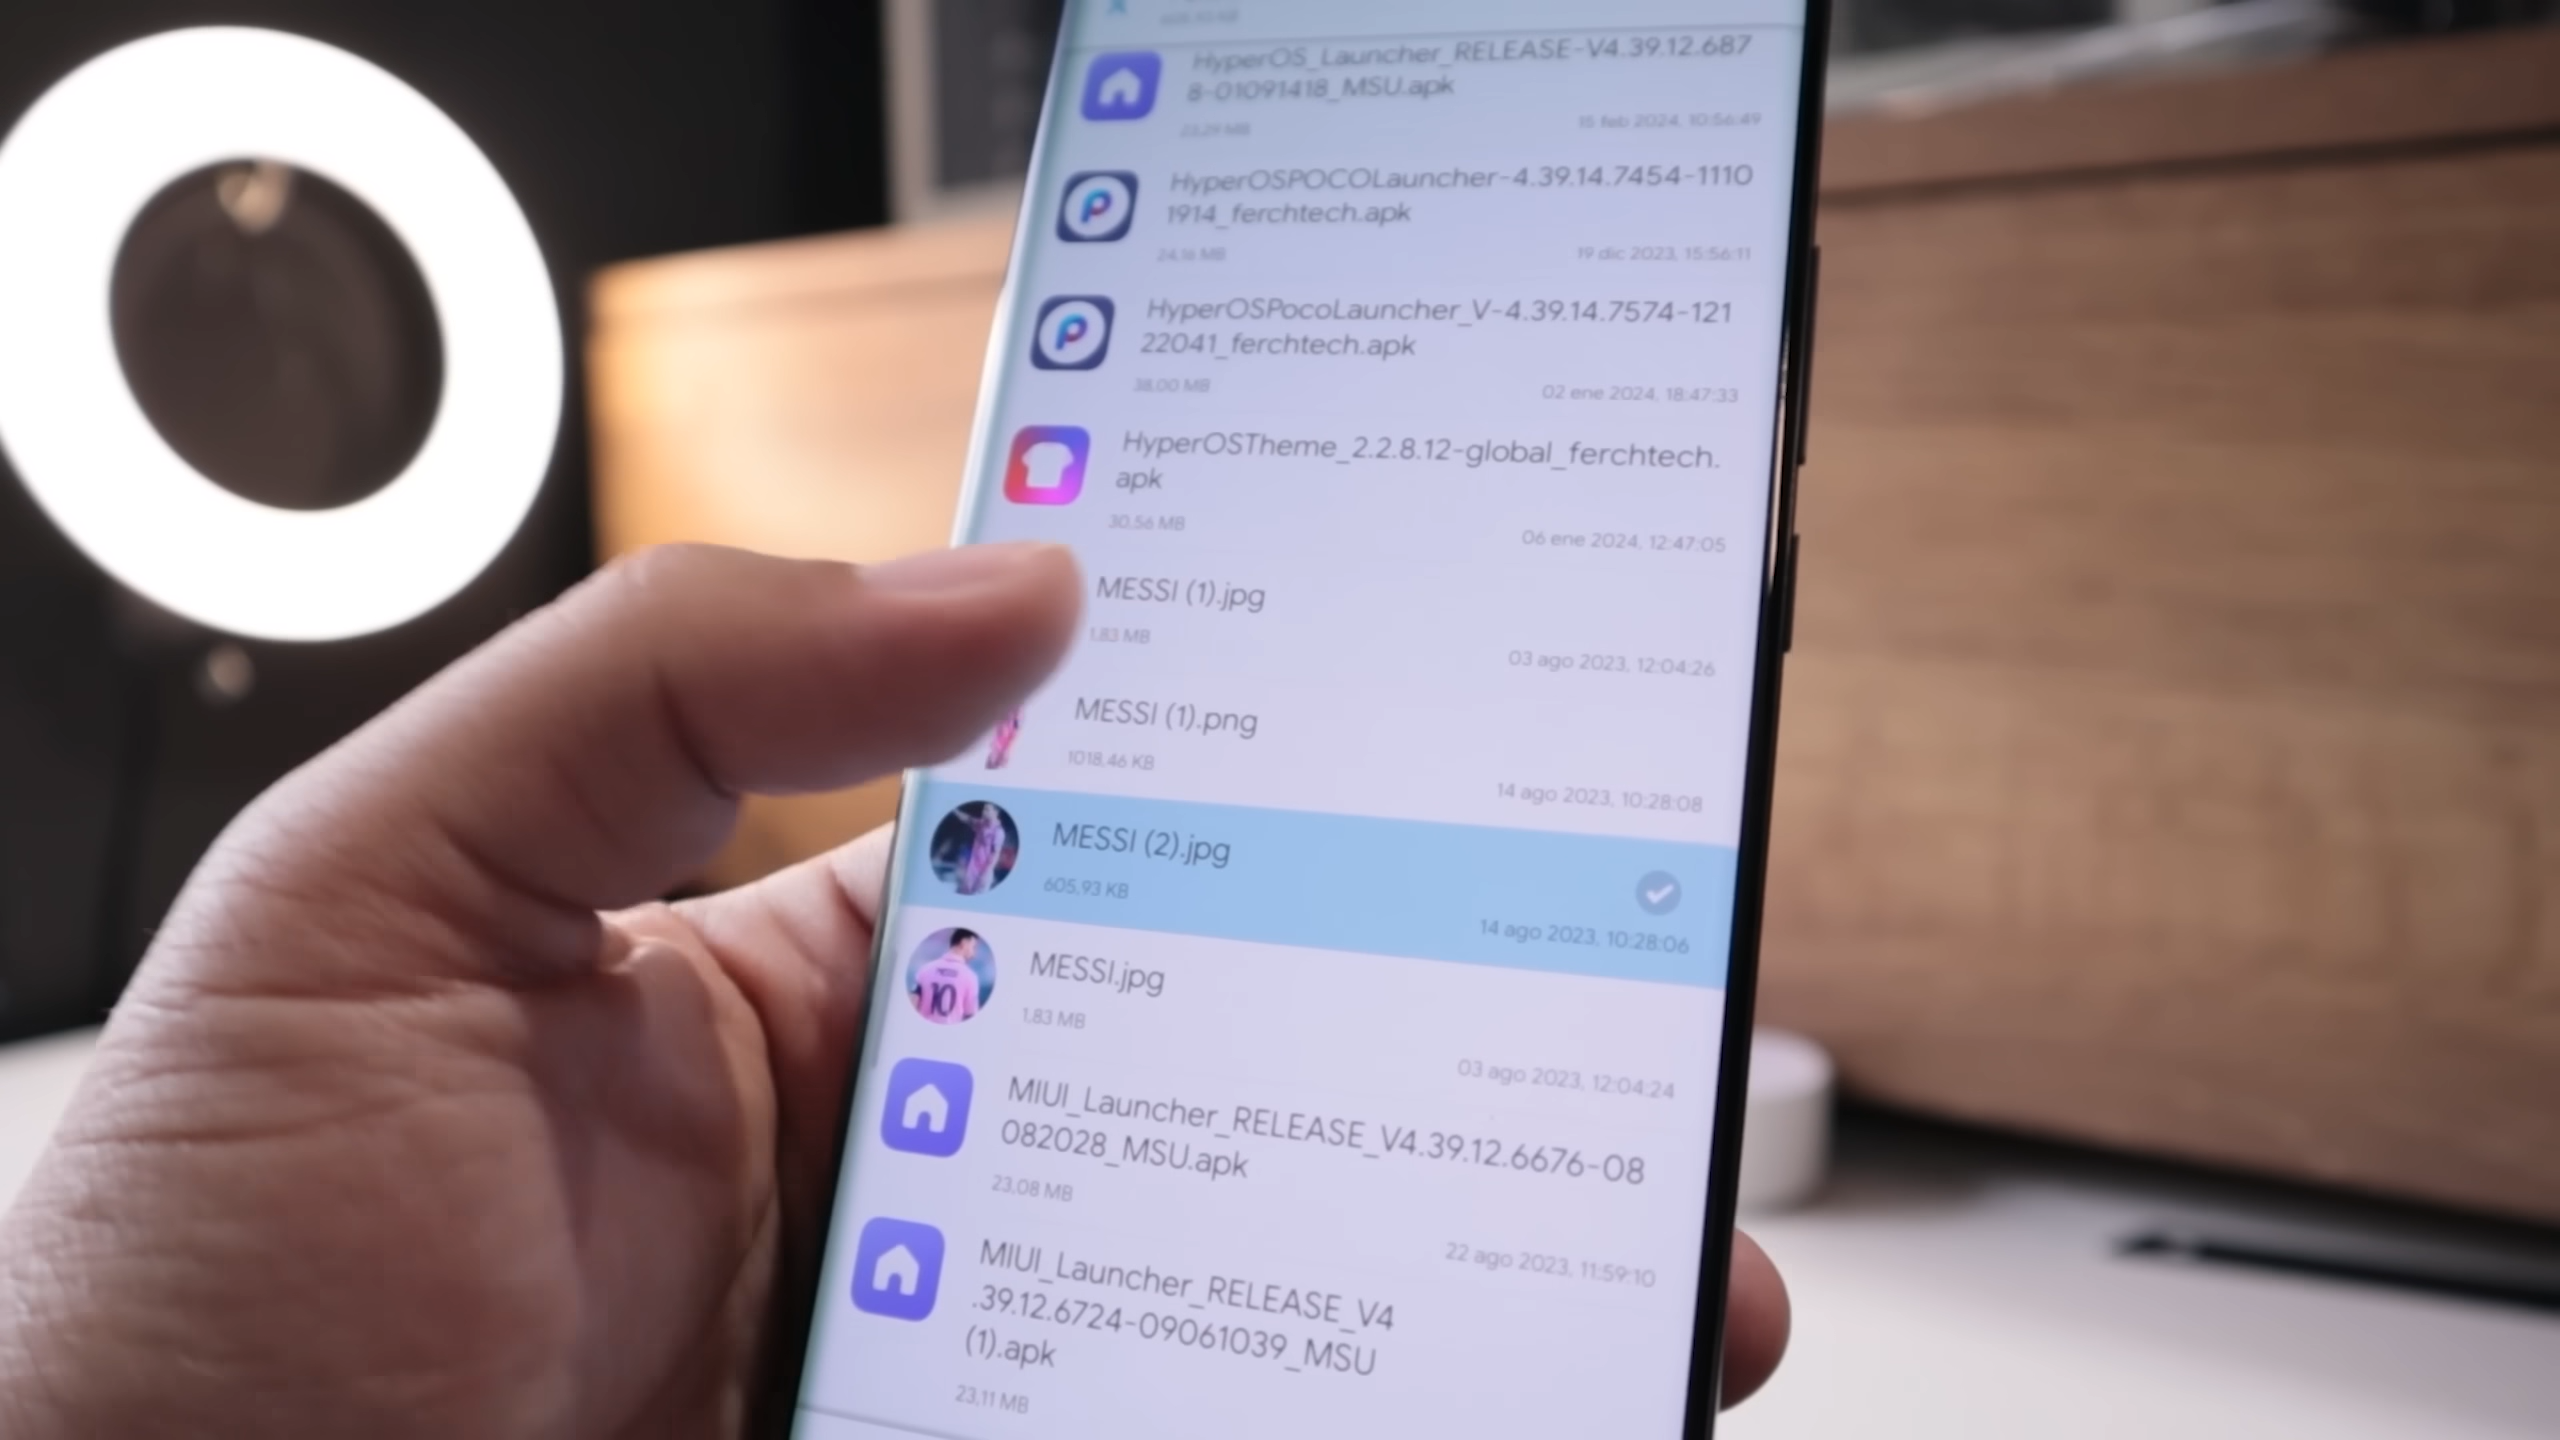 HyperOS_Launcher_RELEASE-V4.39.12.687
8-01091418_MSU.apk
23,29 MB
15 feb 2024, 10:56:49
HyperOSPOCOLauncher-4.39.14.7454-1110
1914_ferchtech.apk
24,16 MB
19 dic 2023, 15:56:11
HyperOSPocoLauncher_V-4.39.14.7574-121
22041_ferchtech.apk
38,00 MB
02 ene 2024, 18:47:33
HyperOSTheme_2.2.8.12-global_ferchtech.
apk
30,56 MB
06 ene 2024, 12:47:05
MESSI (1).jpg
1,83 MB
03 ago 2023, 12:04:26
MESSI (1).png
1018,46 KB
14 ago 2023, 10:28:08
MESSI (2).jpg
605,93 KB
14 ago 2023, 10:28:06
10
MESSI.jpg
1,83 MB
03 ago 2023, 12:04:24
MIUI_Launcher_RELEASE_V4.39.12.6676-08
082028_MSU.apk
23,08 MB
22 ago 2023, 11:59:10
MIUI_Launcher_RELEASE_V4
.39.12.6724-09061039_MSU
(1).apk
23,11 MB